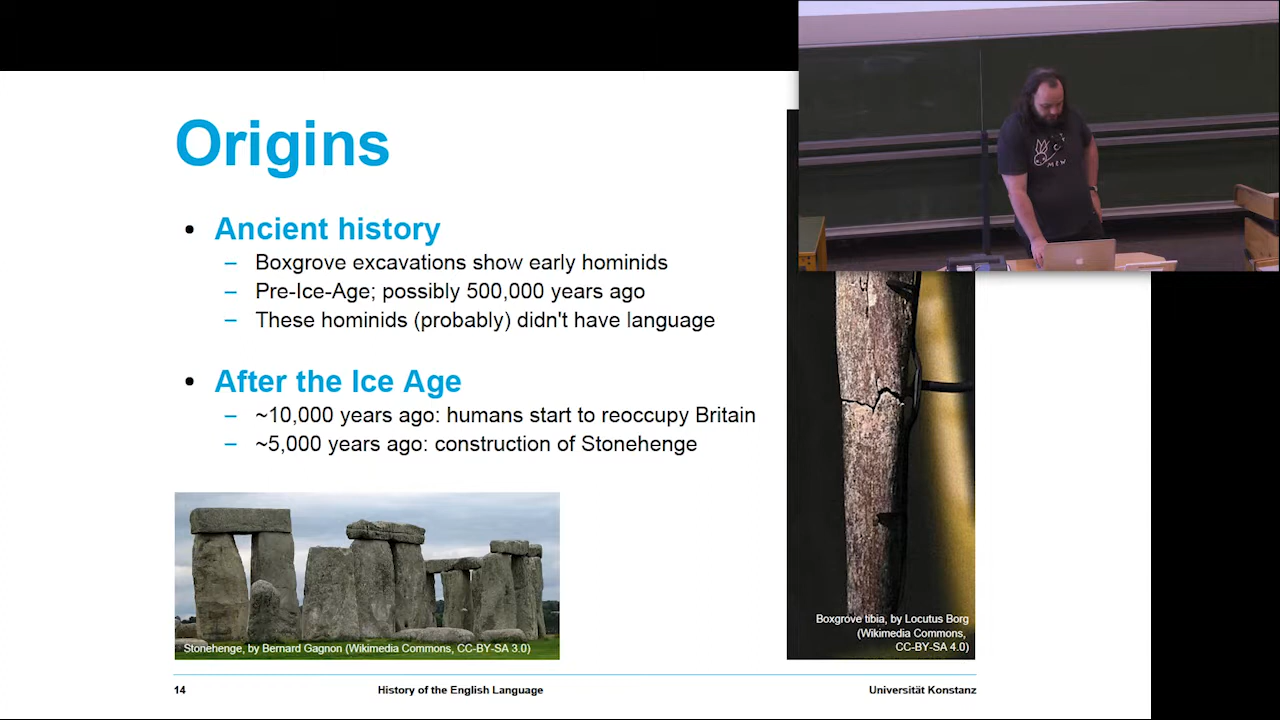 Origins
• Ancient history
– Boxgrove excavations show early hominids
– Pre-Ice-Age; possibly 500,000 years ago
– These hominids (probably) didn't have language
• After the Ice Age
– ~10,000 years ago: humans start to reoccupy Britain
– ~5,000 years ago: construction of Stonehenge
Stonehenge, by Bernard Gagnon (Wikimedia Commons, CC-BY-SA 3.0)
Boxgrove tibia, by Locutus Borg
(Wikimedia Commons,
CC-BY-SA 4.0)
14
History of the English Language
Universität Konstanz
MEW